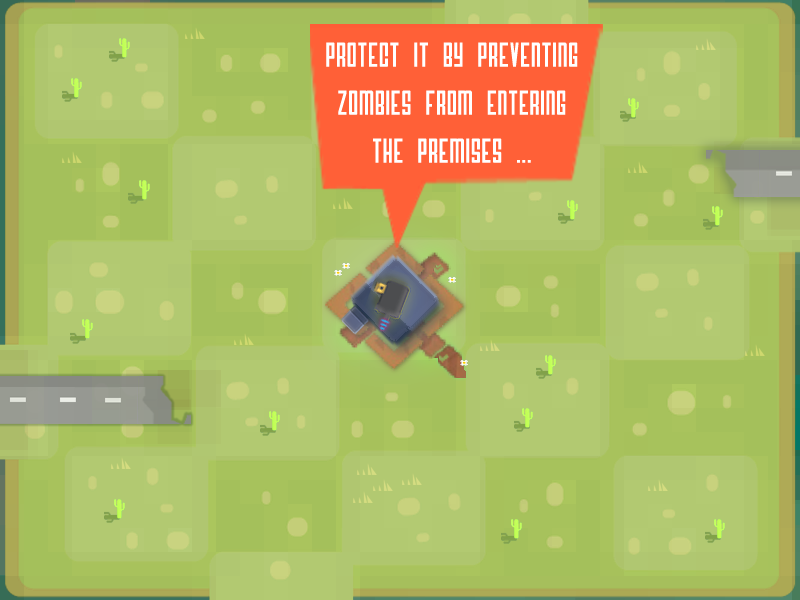 PROTECT IT BY PREVENTING
ZOMBIES FROM ENTERING
THE PREMISES ...